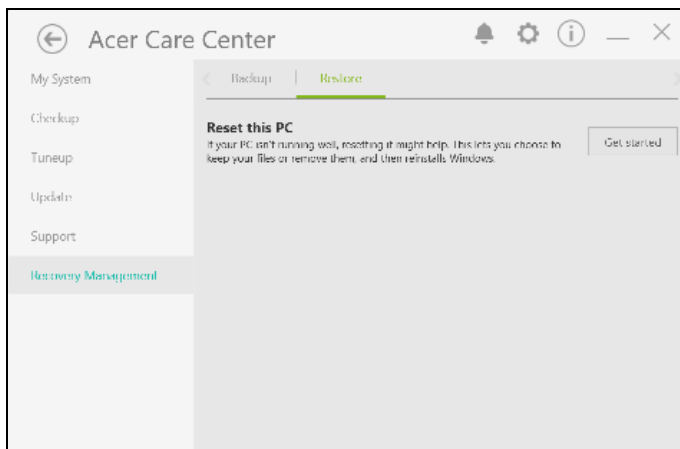 Acer Care Center
My System
Checkup
Tuneup
Update
Support
Recovery Management
Backup
Restore
Reset this PC
If your PC isn't running well, resetting it might help. This lets you choose to
keep your files or remove them, and then reinstalls Windows.
Get started